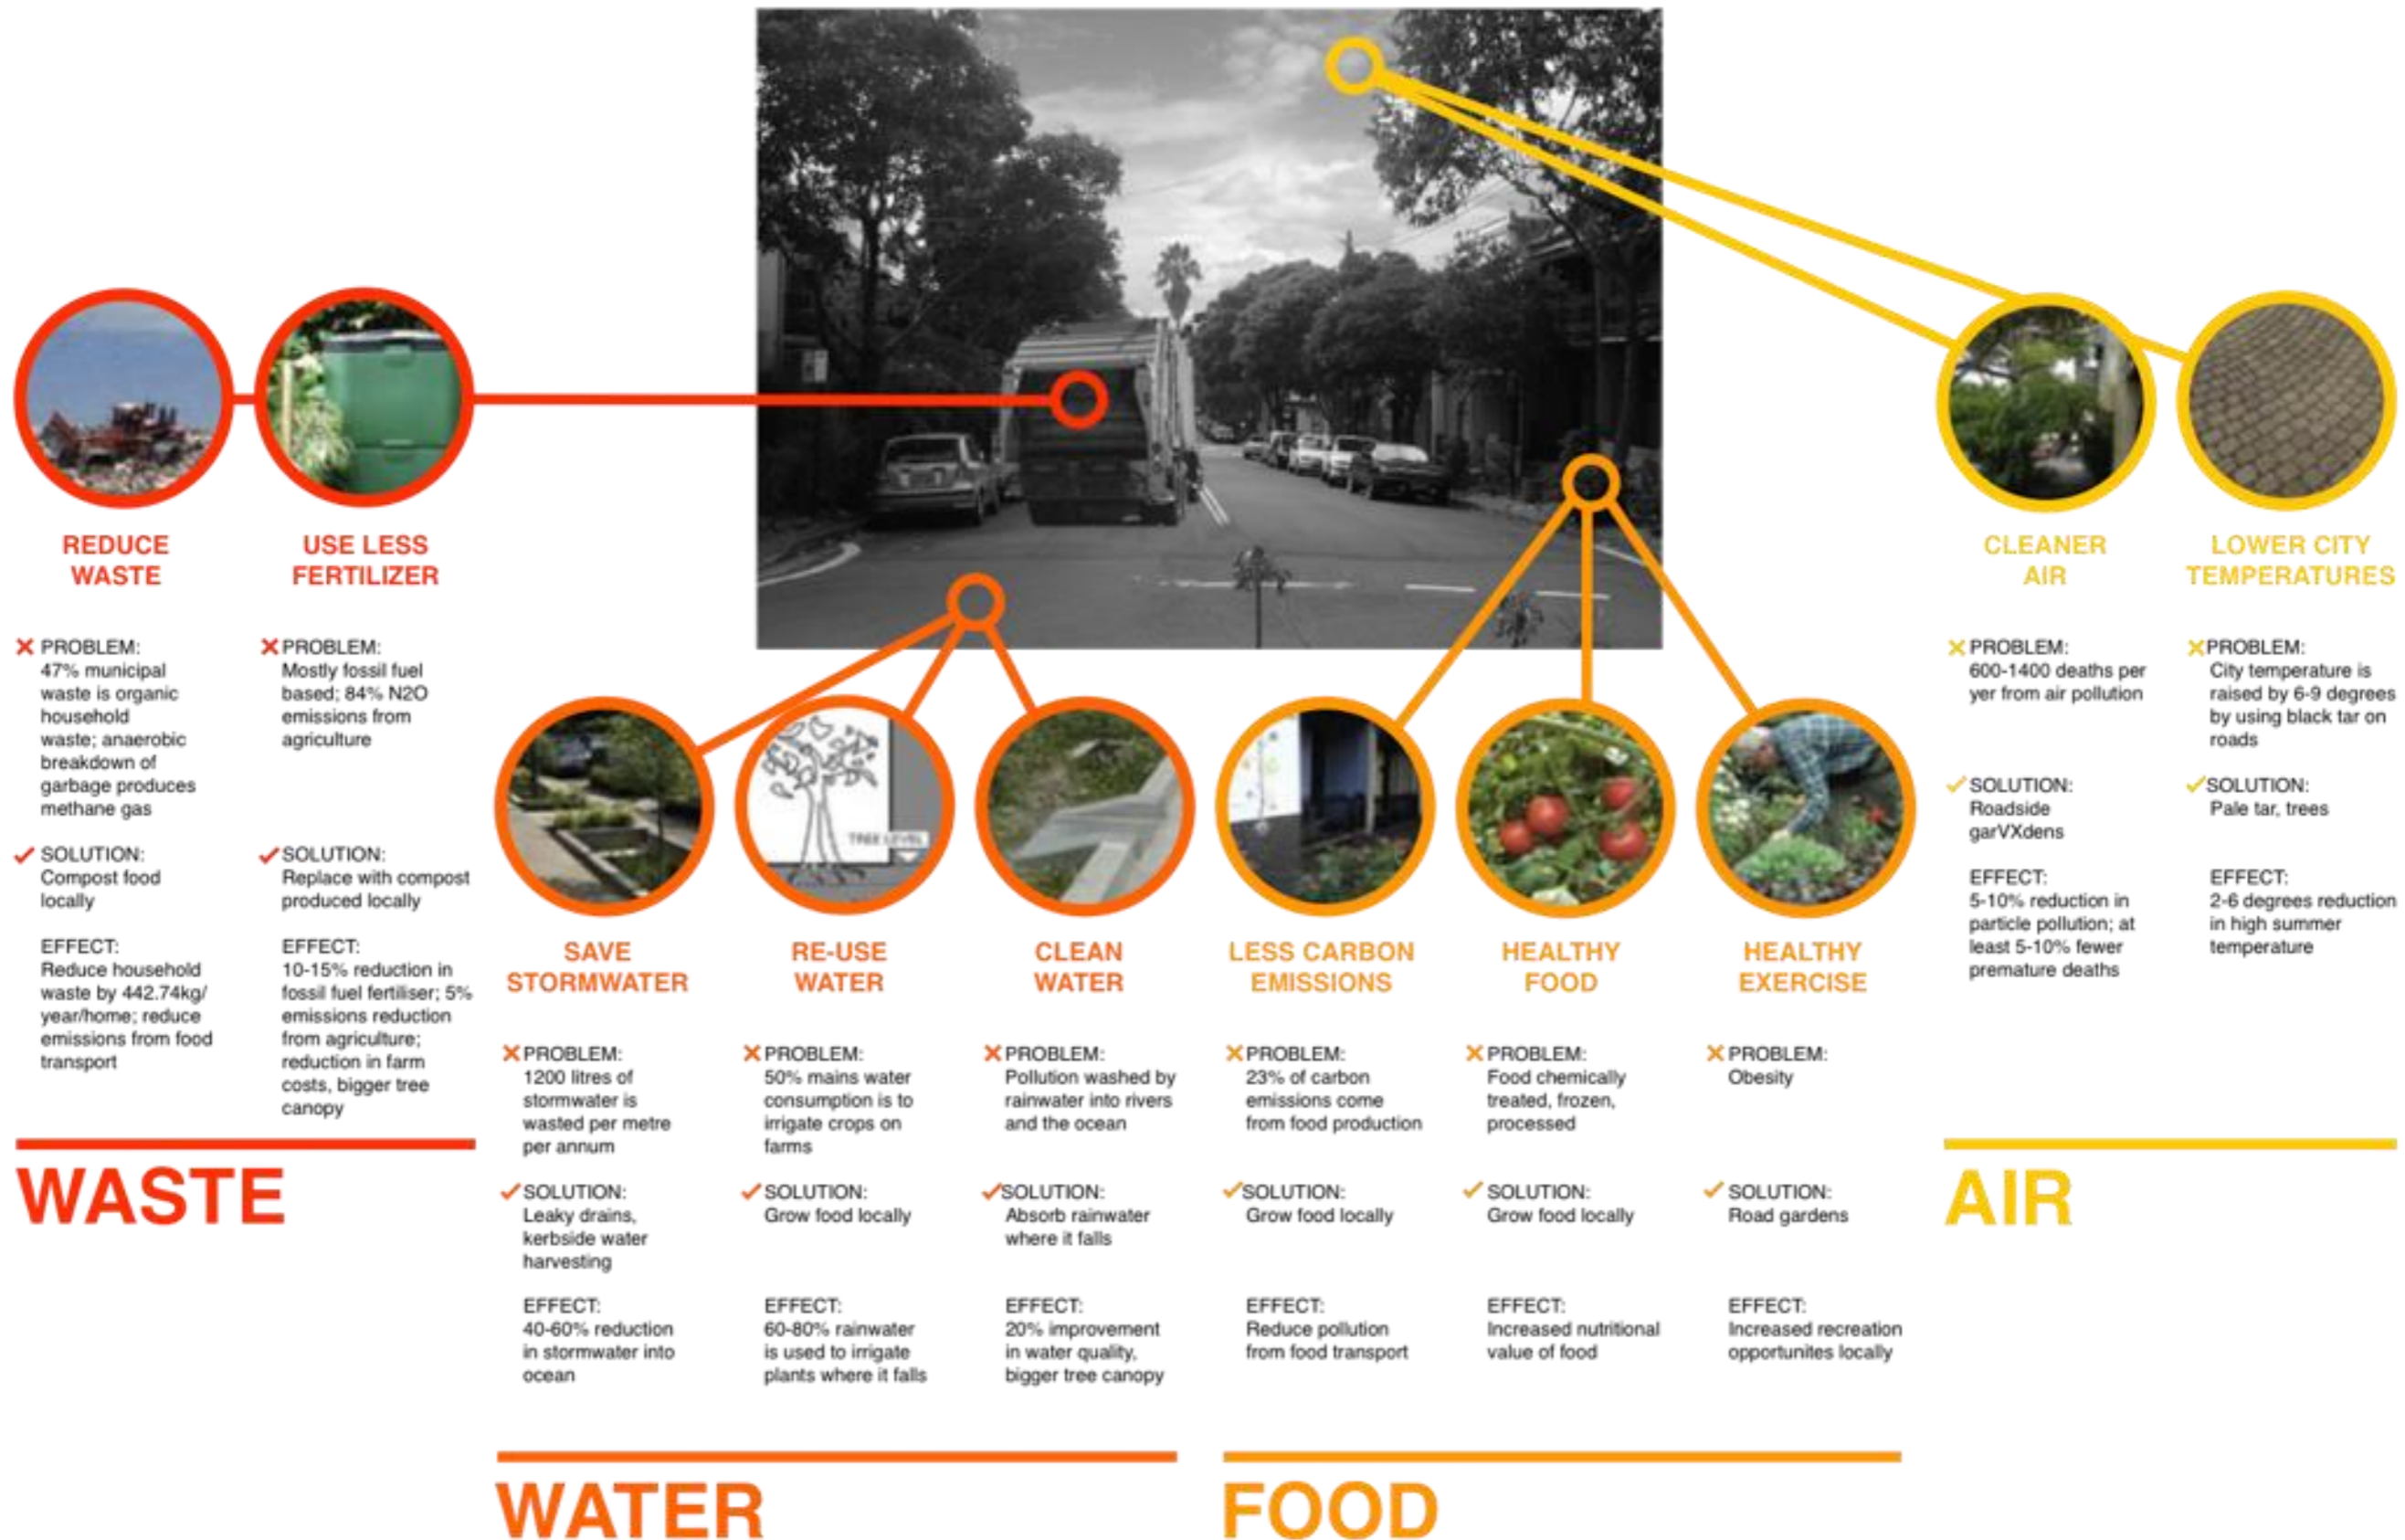 REDUCE
WASTE
PROBLEM:
47% municipal
waste is organic
household
waste; anaerobic
breakdown of
garbage produces
methane gas
SOLUTION:
Compost food
locally
EFFECT:
Reduce household
waste by 442.74kg/
year/home; reduce
emissions from food
transport
USE LESS
FERTILIZER
PROBLEM:
Mostly fossil fuel
based; 84% N2O
emissions from
agriculture
SOLUTION:
Replace with compost
produced locally
EFFECT:
10-15% reduction in
fossil fuel fertiliser; 5%
emissions reduction
from agriculture;
reduction in farm
costs, bigger tree
canopy
WASTE
SAVE
STORMWATER
PROBLEM:
1200 litres of
stormwater is
wasted per metre
per annum
SOLUTION:
Leaky drains,
kerbside water
harvesting
EFFECT:
40-60% reduction
in stormwater into
ocean
TREE LEVEL
RE-USE
WATER
PROBLEM:
50% mains water
consumption is to
irrigate crops on
farms
SOLUTION:
Grow food locally
EFFECT:
60-80% rainwater
is used to irrigate
plants where it falls
CLEAN
WATER
PROBLEM:
Pollution washed by
rainwater into rivers
and the ocean
SOLUTION:
Absorb rainwater
where it falls
EFFECT:
20% improvement
in water quality,
bigger tree canopy
WATER
LESS CARBON
EMISSIONS
PROBLEM:
23% of carbon
emissions come
from food production
SOLUTION:
Grow food locally
EFFECT:
Reduce pollution
from food transport
HEALTHY
FOOD
PROBLEM:
Food chemically
treated, frozen,
processed
SOLUTION:
Grow food locally
EFFECT:
Increased nutritional
value of food
HEALTHY
EXERCISE
PROBLEM:
Obesity
SOLUTION:
Road gardens
EFFECT:
Increased recreation
opportunites locally
FOOD
CLEANER
AIR
PROBLEM:
600-1400 deaths per
yer from air pollution
SOLUTION:
Roadside
garVXdens
EFFECT:
5-10% reduction in
particle pollution; at
least 5-10% fewer
premature deaths
LOWER CITY
TEMPERATURES
PROBLEM:
City temperature is
raised by 6-9 degrees
by using black tar on
roads
SOLUTION:
Pale tar, trees
EFFECT:
2-6 degrees reduction
in high summer
temperature
AIR